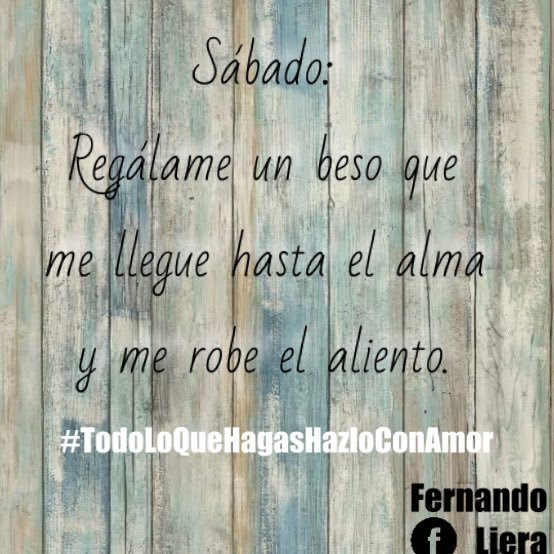 Sábado:
Regálame un beso que
me llegue hasta el alma
y me robe el aliento.
#TodoLoQueHagasHazloConAmor
Fernando
f Liera